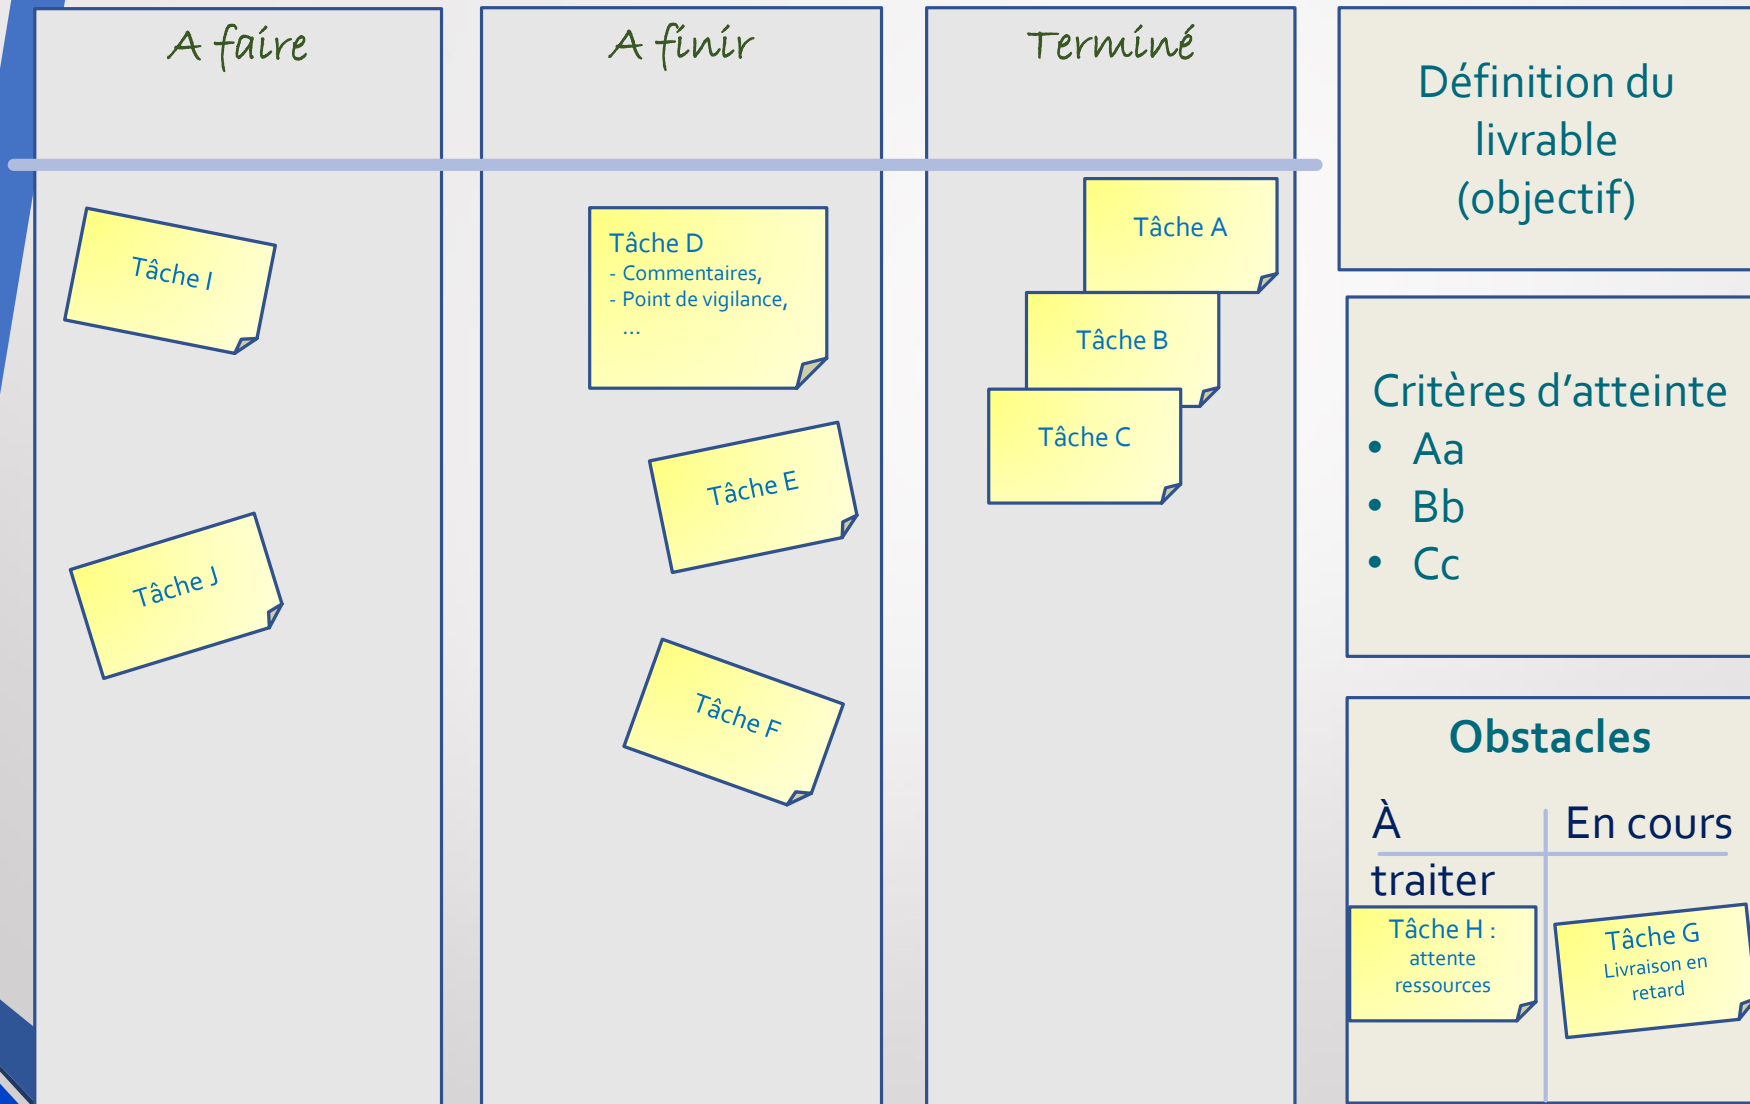 A faire
Tâche I
Tâche J
A finir
Tâche D
- Commentaires,
- Point de vigilance,
...
Tâche E
Tâche F
Terminé
Tâche A
Tâche B
Tâche C
Définition du
livrable
(objectif)
Critères d’atteinte
• Aa
• Bb
• Cc
Obstacles
À
traiter
En cours
Tâche H :
attente
ressources
Tâche G
Livraison en
retard